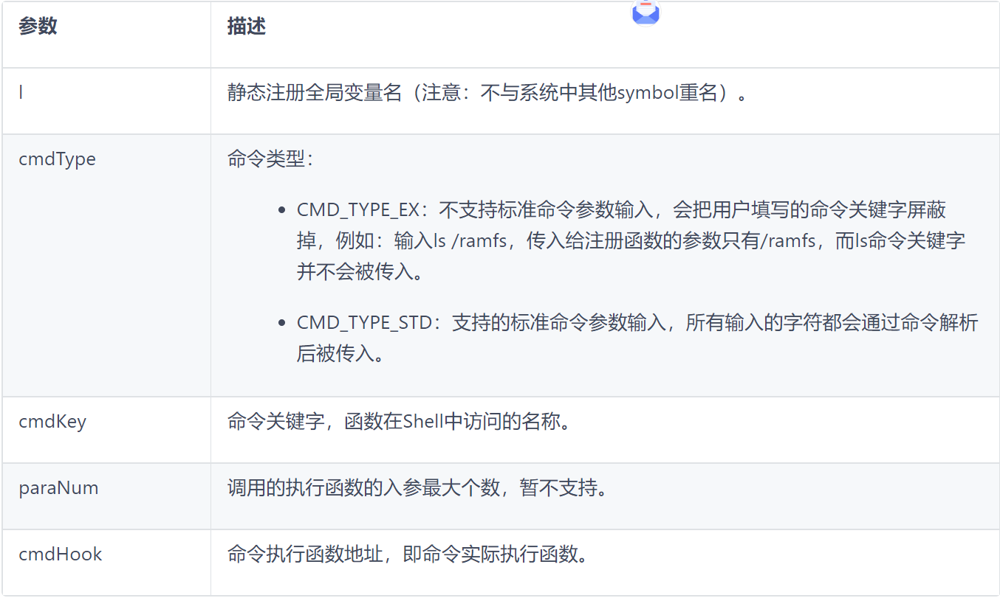 参数 描述
l 静态注册全局变量名（注意：不与系统中其他symbol重名）。
cmdType 命令类型：
CMD_TYPE_EX：不支持标准命令参数输入，会把用户填写的命令关键字屏蔽
掉，例如：输入ls /ramfs，传入给注册函数的参数只有/ramfs，而ls命令关键字
并不会被传入。
CMD_TYPE_STD：支持的标准命令参数输入，所有输入的字符都会通过命令解析
后被传入。
cmdKey 命令关键字，函数在Shell中访问的名称。
paraNum 调用的执行函数的入参最大个数，暂不支持。
cmdHook 命令执行函数地址，即命令实际执行函数。